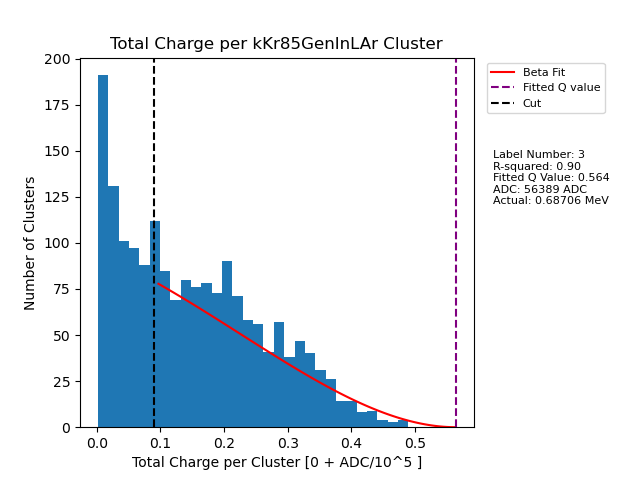 Total Charge per kKr85GenInLAr Cluster
Number of Clusters
200
175
150
125
100
75
50
25
0
0.0 0.1 0.2 0.3 0.4 0.5
Total Charge per Cluster [0 + ADC/10^5 ]
Beta Fit
Fitted Q value
Cut
Label Number: 3
R-squared: 0.90
Fitted Q Value: 0.564
ADC: 56389 ADC
Actual: 0.68706 MeV